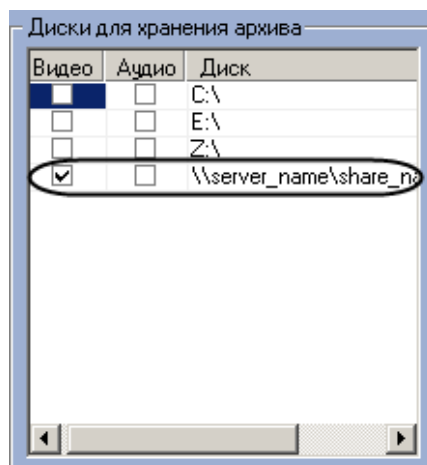 Диски для хранения архива
Видео Аудио Диск
C:\
E:\
Z:\
\\server_name\share_na